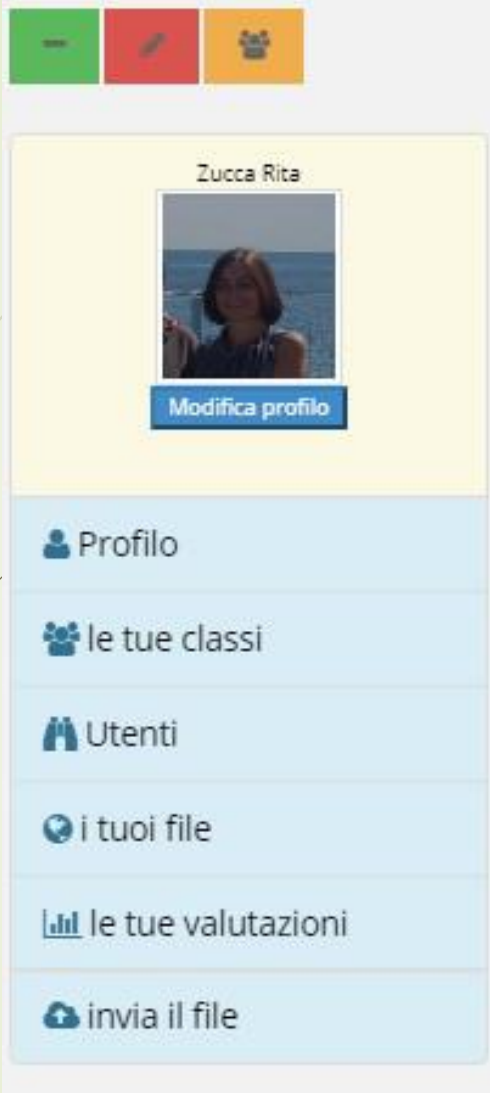 Zucca Rita
Modifica profilo
Profilo
le tue classi
Utenti
i tuoi file
le tue valutazioni
invia il file